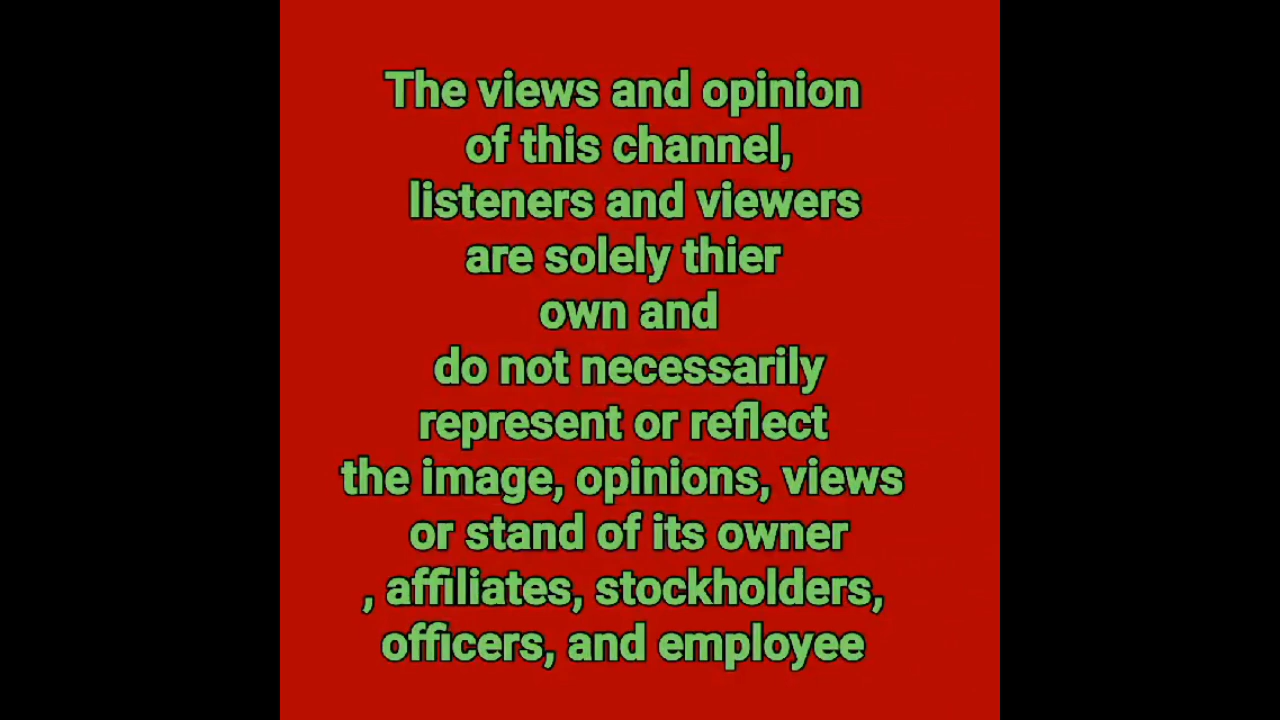 The views and opinion
of this channel,
listeners and viewers
are solely thier
own and
do not necessarily
represent or reflect
the image, opinions, views
or stand of its owner
, affiliates, stockholders,
officers, and employee